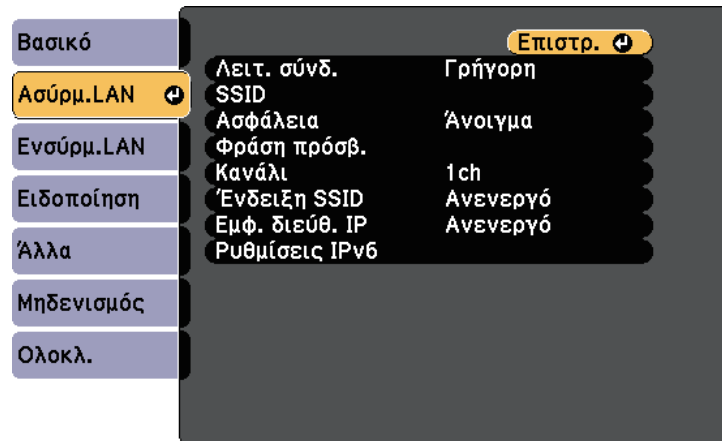 Βασικό
Ασύρμ.LAN
Ενσύρμ.LAN
Ειδοποίηση
Άλλα
Μηδενισμός
Ολοκλ.
Επιστρ.
Λειτ. σύνδ. Γρήγορη
SSID
Ασφάλεια Άνοιγμα
Φράση πρόσβ.
Κανάλι 1ch
Ένδειξη SSID Ανενεργό
Εμφ. διεύθ. IP Ανενεργό
Ρυθμίσεις IPv6